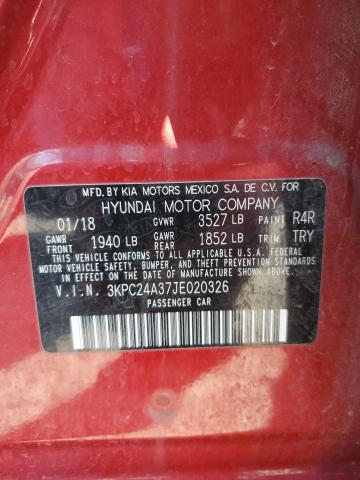 MFD. BY KIA MOTORS MEXICO S.A. DE C.V. FOR
HYUNDAI MOTOR COMPANY
01/18 GVWR 3527 LB PAINT R4R
GAWR FRONT 1940 LB GAWR REAR 1852 LB TRIM TRY
THIS VEHICLE CONFORMS TO ALL APPLICABLE U.S.A. FEDERAL
MOTOR VEHICLE SAFETY, BUMPER, AND THEFT PREVENTION STANDARDS
IN EFFECT ON THE DATE OF MANUFACTURE SHOWN ABOVE.
V.I.N. 3KPC24A37JE020326
PASSENGER CAR